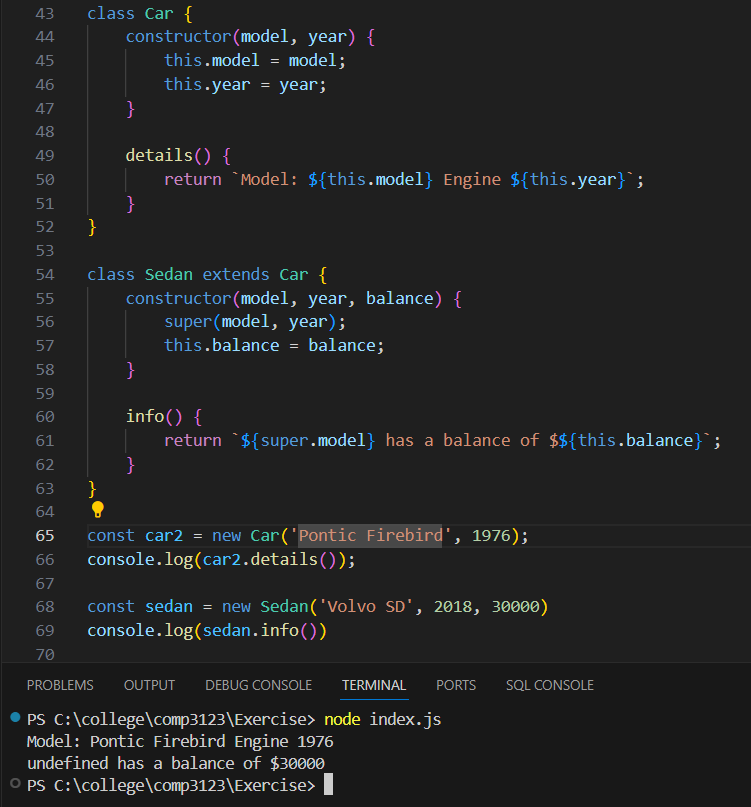 43 class Car {
44 constructor(model, year) {
45 this.model = model;
46 this.year = year;
47 }
48
49 details() {
50 return `Model: ${this.model} Engine ${this.year}`;
51 }
52 }
53
54 class Sedan extends Car {
55 constructor(model, year, balance) {
56 super(model, year);
57 this.balance = balance;
58 }
59
60 info() {
61 return `${super.model} has a balance of $${this.balance}`;
62 }
63 }
64
65 const car2 = new Car('Pontic Firebird', 1976);
66 console.log(car2.details());
67
68 const sedan = new Sedan('Volvo SD', 2018, 30000)
69 console.log(sedan.info())
70
PROBLEMS OUTPUT DEBUG CONSOLE TERMINAL PORTS SQL CONSOLE
PS C:\college\comp3123\Exercise> node index.js
Model: Pontic Firebird Engine 1976
undefined has a balance of $30000
PS C:\college\comp3123\Exercise>